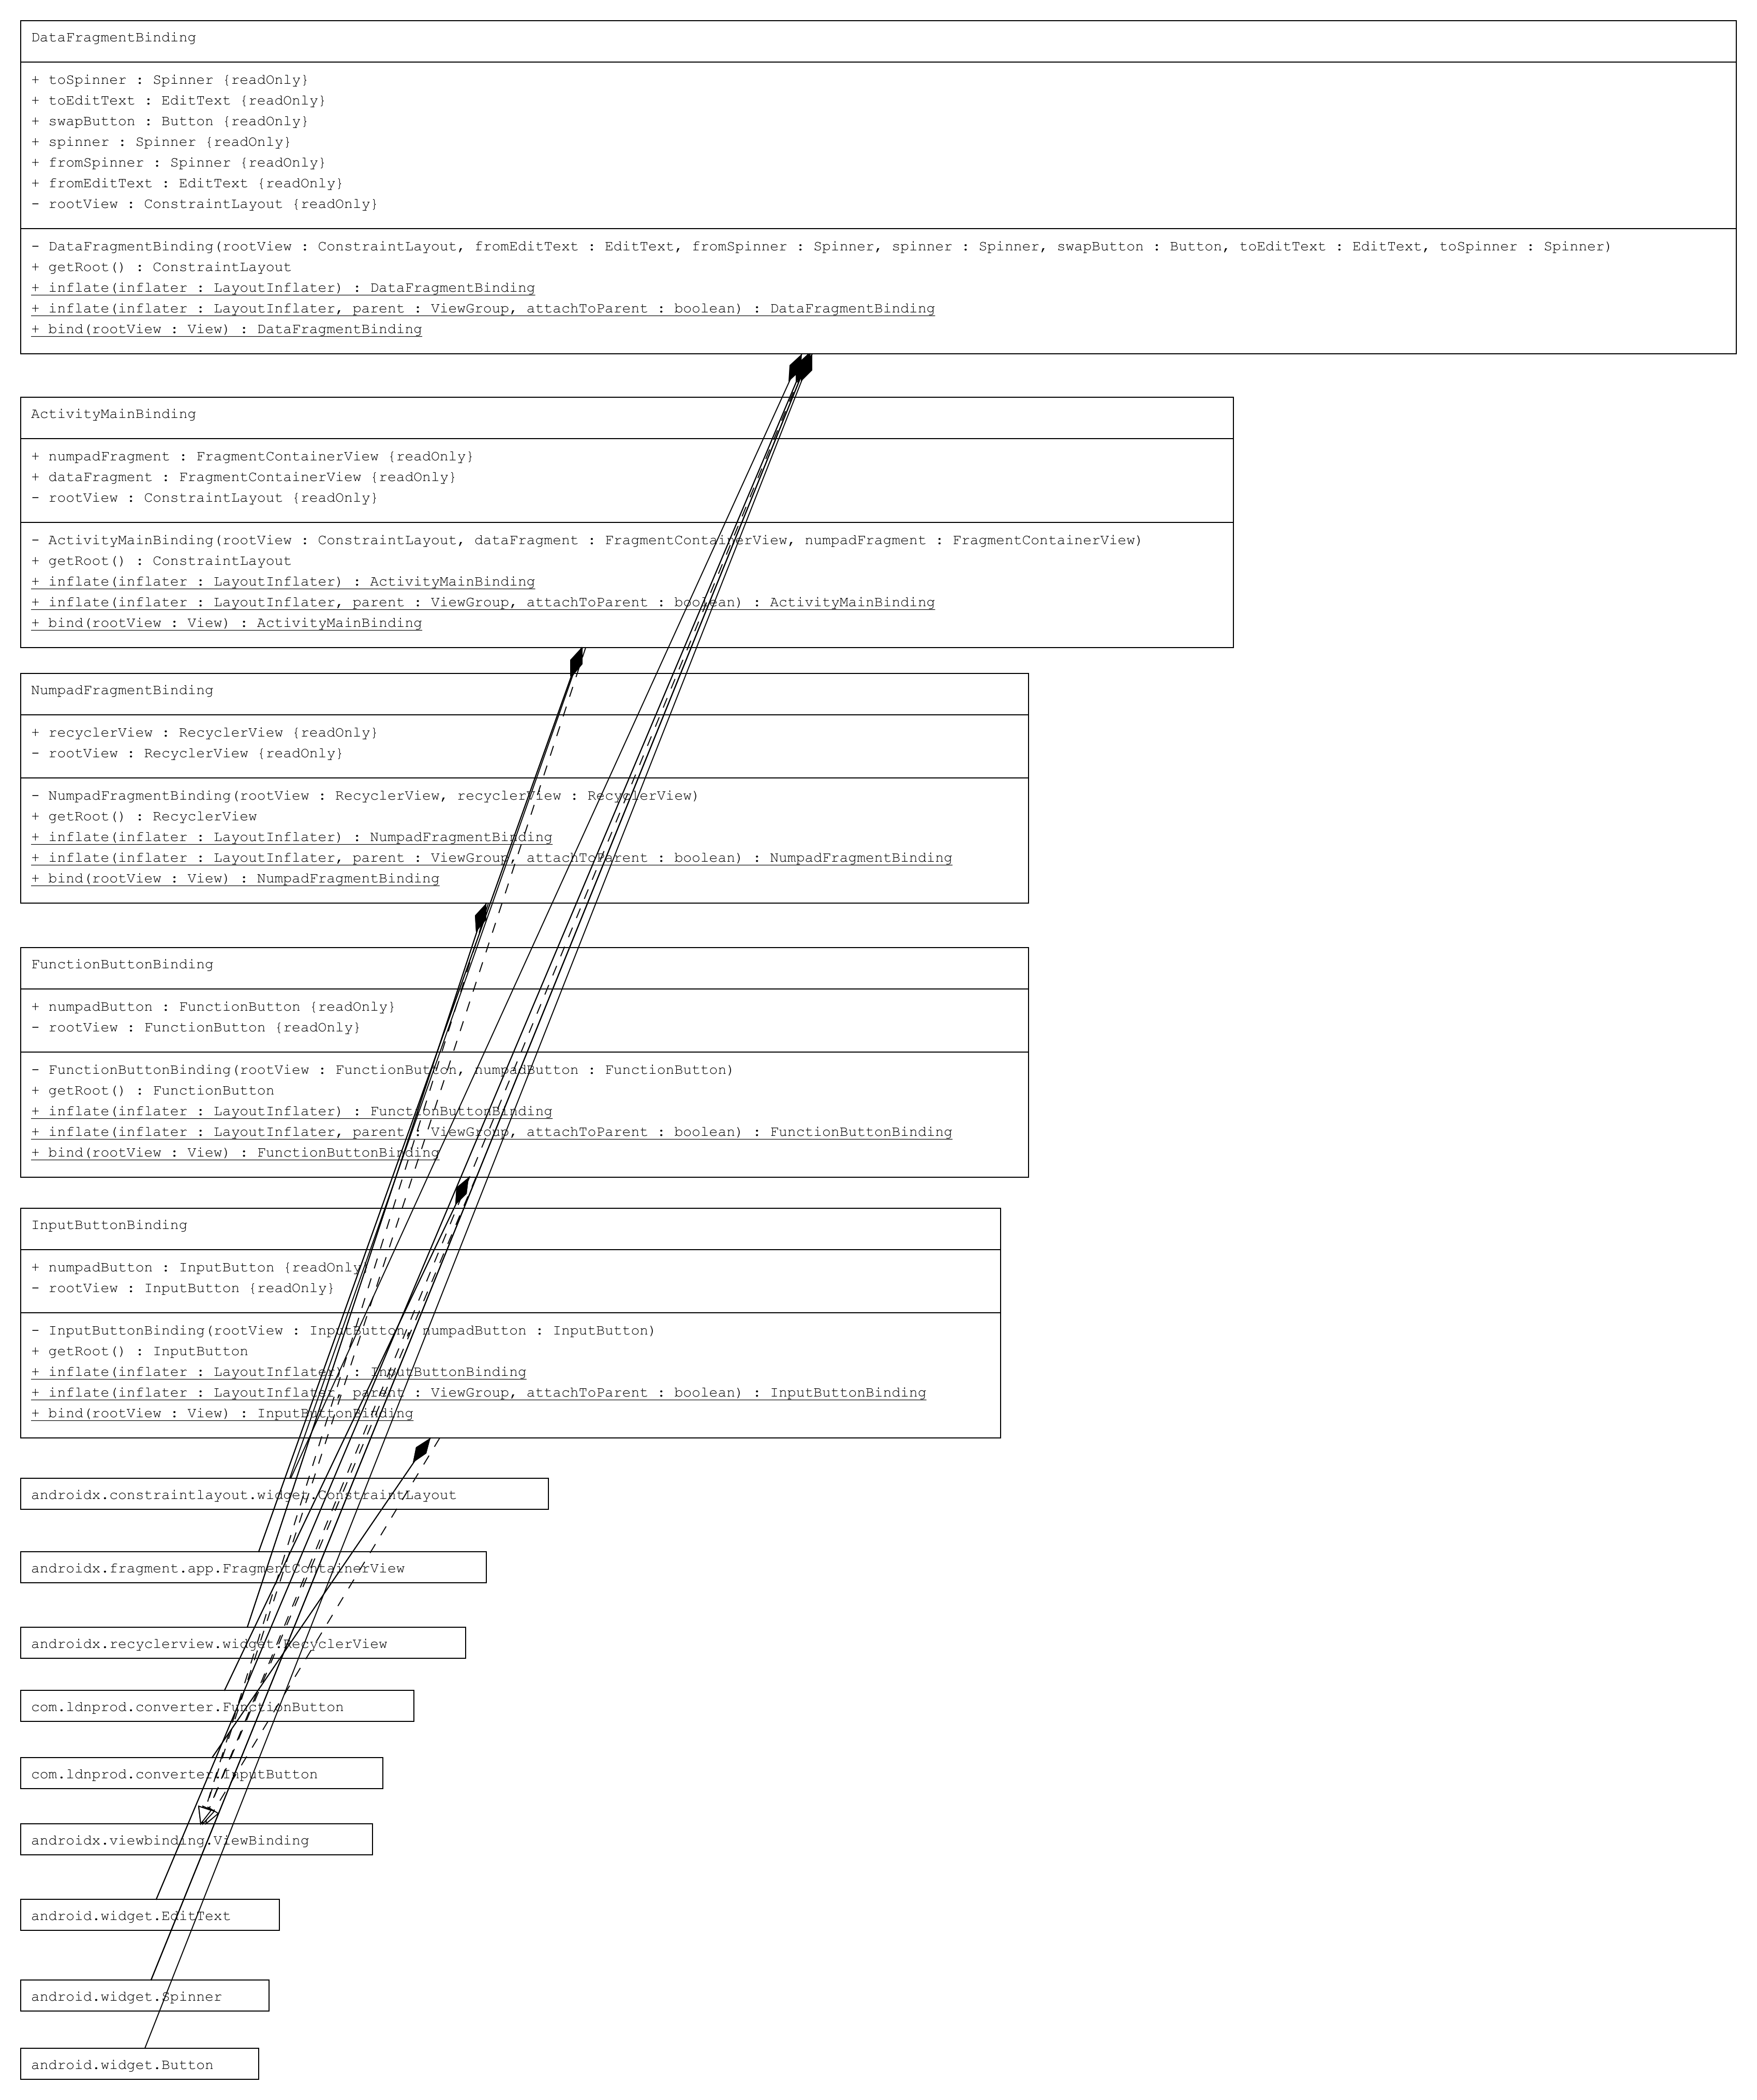 DataFragmentBinding
+ toSpinner : Spinner {readOnly}
+ toEditText : EditText {readOnly}
+ swapButton : Button {readOnly}
+ spinner : Spinner {readOnly}
+ fromSpinner : Spinner {readOnly}
+ fromEditText : EditText {readOnly}
- rootView : ConstraintLayout {readOnly}
- DataFragmentBinding(rootView : ConstraintLayout, fromEditText : EditText, fromSpinner : Spinner, spinner : Spinner, swapButton : Button, toEditText : EditText, toSpinner : Spinner)
+ getRoot() : ConstraintLayout
+ inflate(inflater : LayoutInflater) : DataFragmentBinding
+ inflate(inflater : LayoutInflater, parent : ViewGroup, attachToParent : boolean) : DataFragmentBinding
+ bind(rootView : View) : DataFragmentBinding
ActivityMainBinding
+ numpadFragment : FragmentContainerView {readOnly}
+ dataFragment : FragmentContainerView {readOnly}
- rootView : ConstraintLayout {readOnly}
- ActivityMainBinding(rootView : ConstraintLayout, dataFragment : FragmentContainerView, numpadFragment : FragmentContainerView)
+ getRoot() : ConstraintLayout
+ inflate(inflater : LayoutInflater) : ActivityMainBinding
+ inflate(inflater : LayoutInflater, parent : ViewGroup, attachToParent : boolean) : ActivityMainBinding
+ bind(rootView : View) : ActivityMainBinding
NumpadFragmentBinding
+ recyclerView : RecyclerView {readOnly}
- rootView : RecyclerView {readOnly}
- NumpadFragmentBinding(rootView : RecyclerView, recyclerView : RecyclerView)
+ getRoot() : RecyclerView
+ inflate(inflater : LayoutInflater) : NumpadFragmentBinding
+ inflate(inflater : LayoutInflater, parent : ViewGroup, attachToParent : boolean) : NumpadFragmentBinding
+ bind(rootView : View) : NumpadFragmentBinding
FunctionButtonBinding
+ numpadButton : FunctionButton {readOnly}
- rootView : FunctionButton {readOnly}
- FunctionButtonBinding(rootView : FunctionButton, numpadButton : FunctionButton)
+ getRoot() : FunctionButton
+ inflate(inflater : LayoutInflater) : FunctionButtonBinding
+ inflate(inflater : LayoutInflater, parent : ViewGroup, attachToParent : boolean) : FunctionButtonBinding
+ bind(rootView : View) : FunctionButtonBinding
InputButtonBinding
+ numpadButton : InputButton {readOnly}
- rootView : InputButton {readOnly}
- InputButtonBinding(rootView : InputButton, numpadButton : InputButton)
+ getRoot() : InputButton
+ inflate(inflater : LayoutInflater) : InputButtonBinding
+ inflate(inflater : LayoutInflater, parent : ViewGroup, attachToParent : boolean) : InputButtonBinding
+ bind(rootView : View) : InputButtonBinding
androidx.constraintlayout.widget.ConstraintLayout
androidx.fragment.app.FragmentContainerView
androidx.recyclerview.widget.RecyclerView
com.ldnprod.converter.FunctionButton
com.ldnprod.converter.InputButton
androidx.viewbinding.ViewBinding
android.widget.EditText
android.widget.Spinner
android.widget.Button